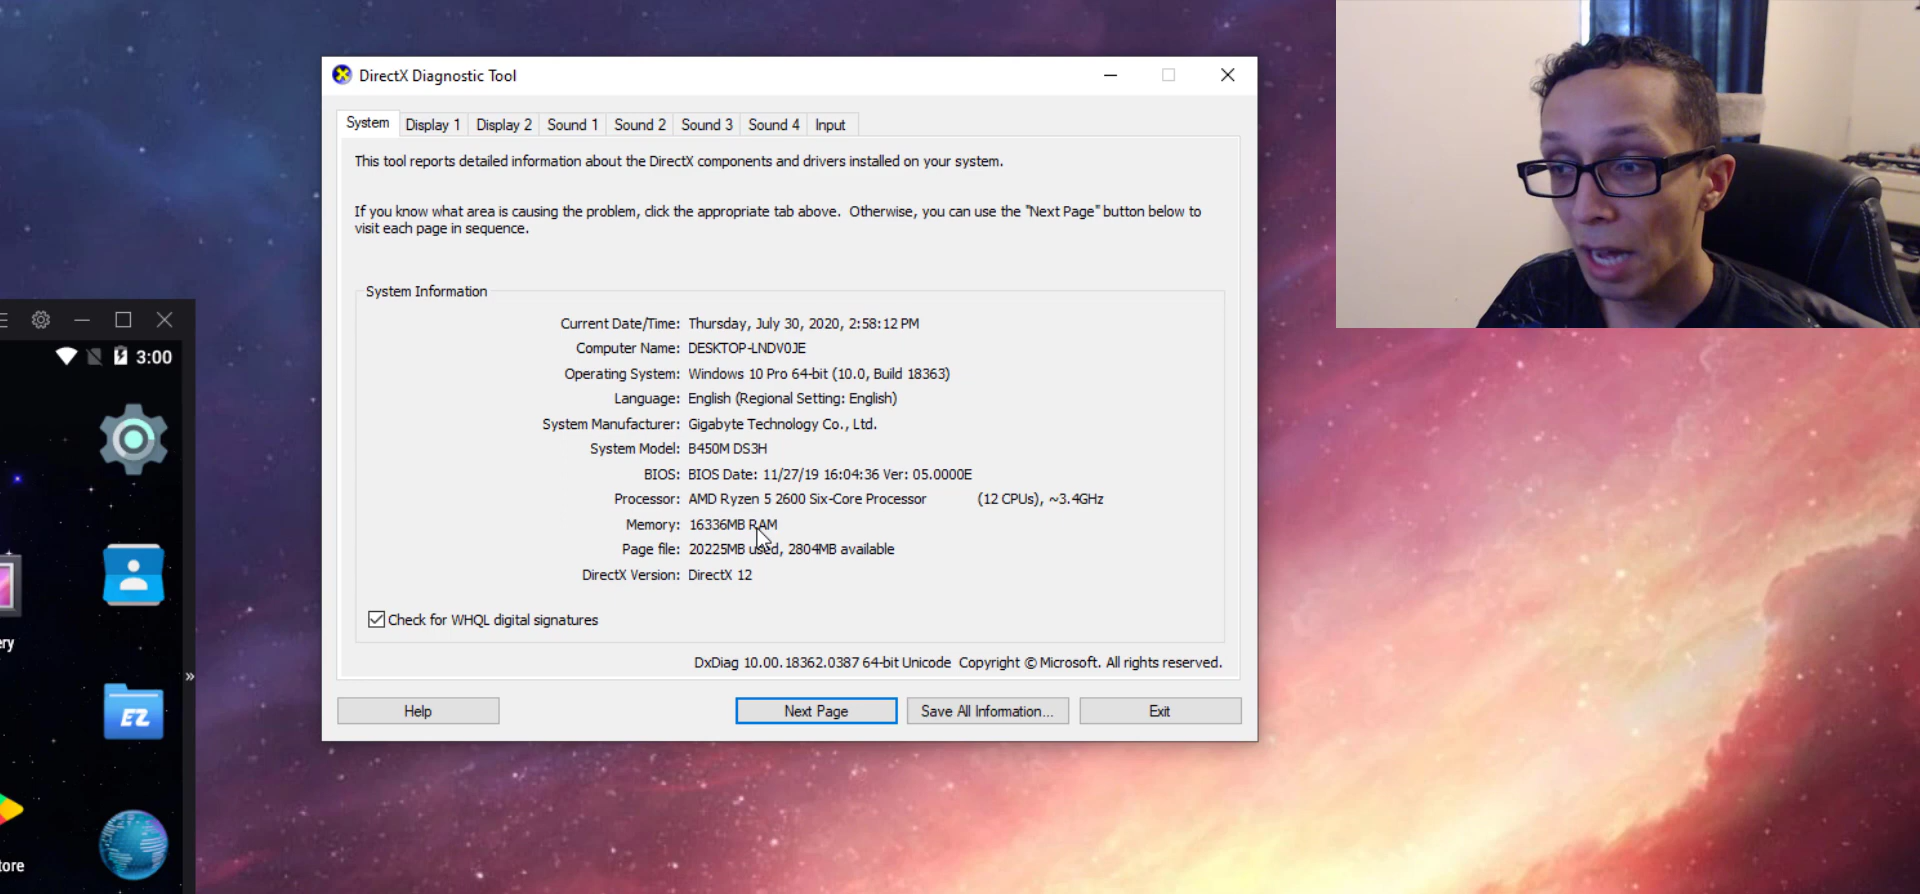 DirectX Diagnostic Tool
System Display 1 Display 2 Sound 1 Sound 2 Sound 3 Sound 4 Input
This tool reports detailed information about the DirectX components and drivers installed on your system.
If you know what area is causing the problem, click the appropriate tab above. Otherwise, you can use the "Next Page" button below to
visit each page in sequence.
System Information
Current Date/Time: Thursday, July 30, 2020, 2:58:12 PM
Computer Name: DESKTOP-LNDV0JE
Operating System: Windows 10 Pro 64-bit (10.0, Build 18363)
Language: English (Regional Setting: English)
System Manufacturer: Gigabyte Technology Co., Ltd.
System Model: B450M DS3H
BIOS: BIOS Date: 11/27/19 16:04:36 Ver: 05.0000E
Processor: AMD Ryzen 5 2600 Six-Core Processor (12 CPUs), ~3.4GHz
Memory: 16336MB RAM
Page file: 20225MB used, 2804MB available
DirectX Version: DirectX 12
Check for WHQL digital signatures
DxDiag 10.00.18362.0387 64-bit Unicode Copyright © Microsoft. All rights reserved.
Help Next Page Save All Information... Exit
3:00
ery
EZ
tore